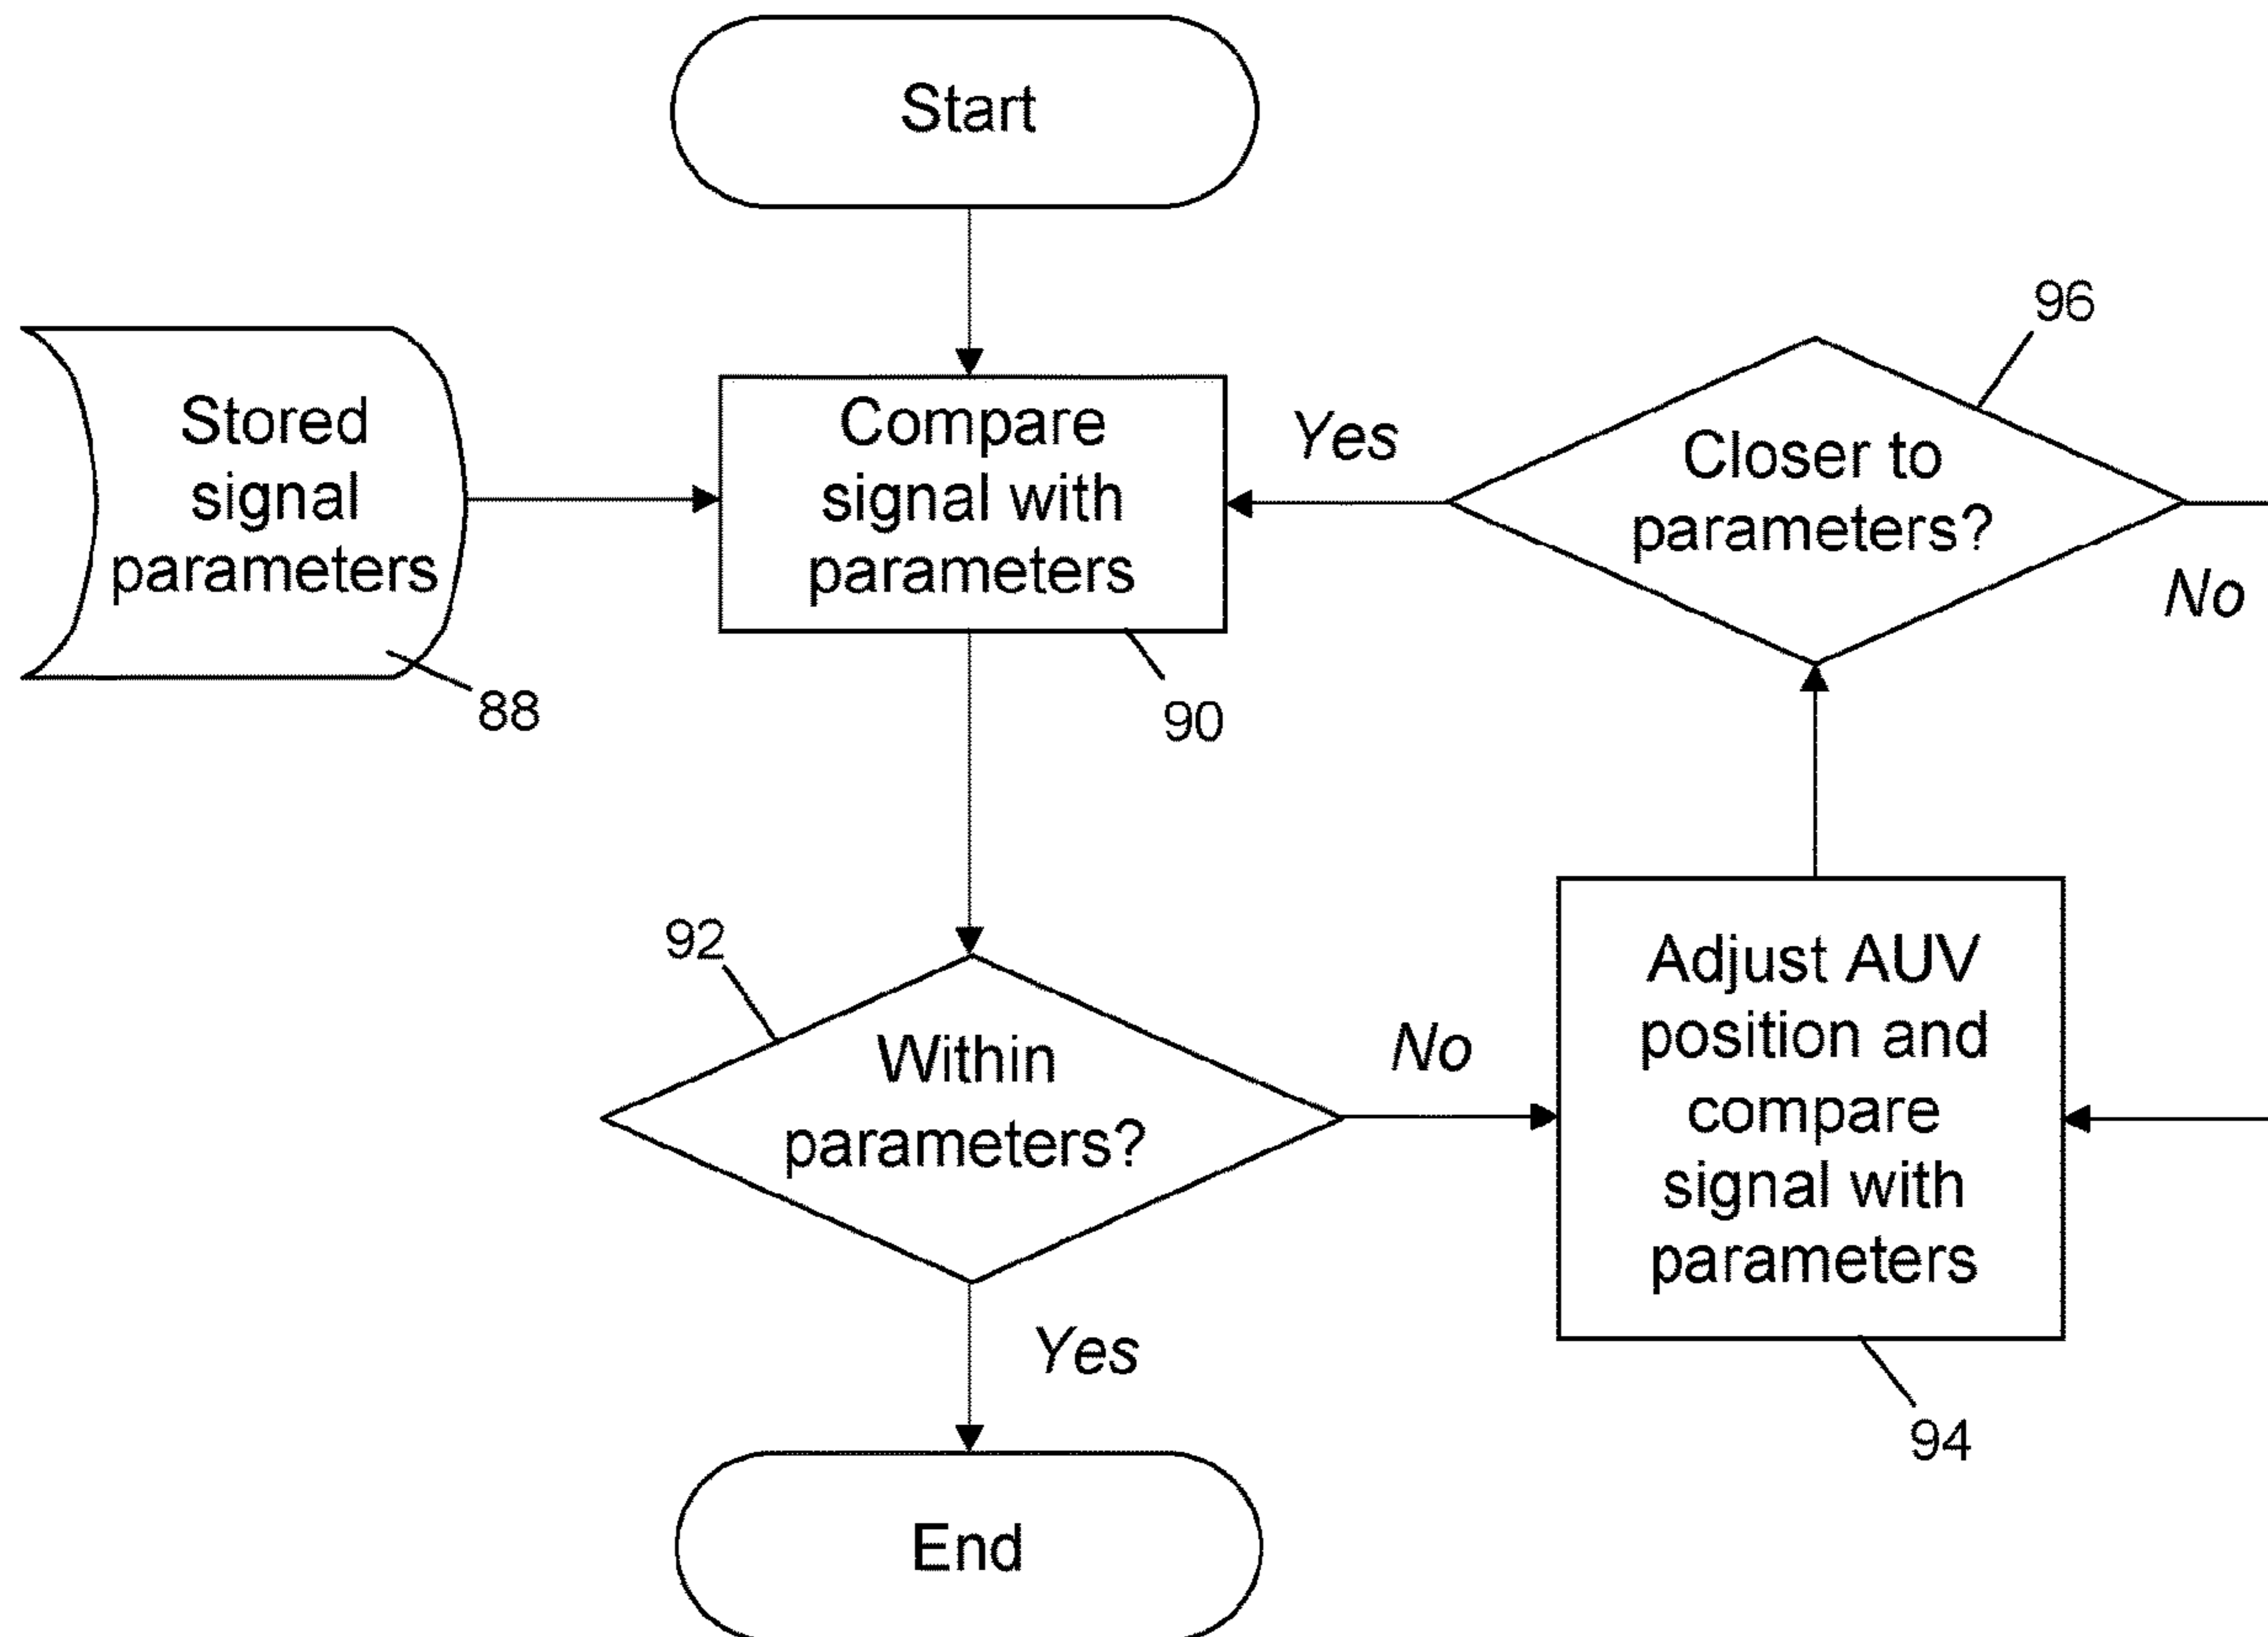 Start
Stored
signal
parameters
88
Compare
signal with
parameters
90
Yes
Closer to
parameters?
96
No
Within
parameters?
92
No
Adjust AUV
position and
compare
signal with
parameters
94
Yes
End